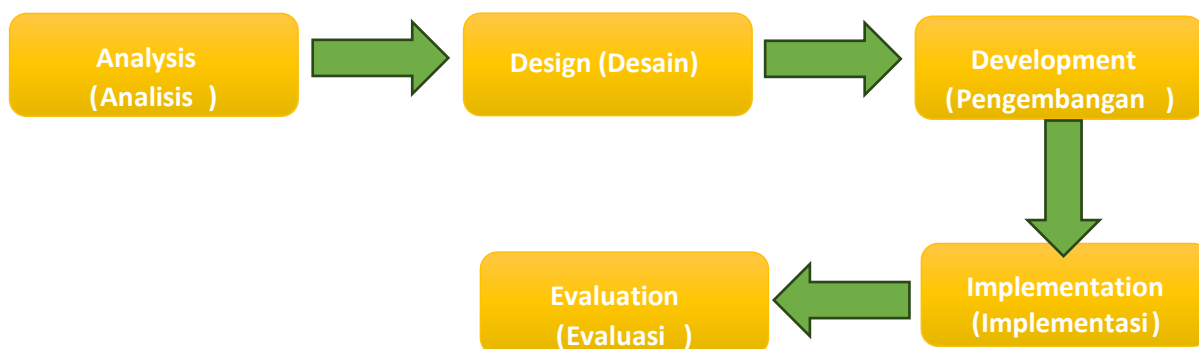 Analysis
(Analisis )
Design (Desain)
Development
(Pengembangan )
Implementation
(Implementasi)
Evaluation
(Evaluasi )